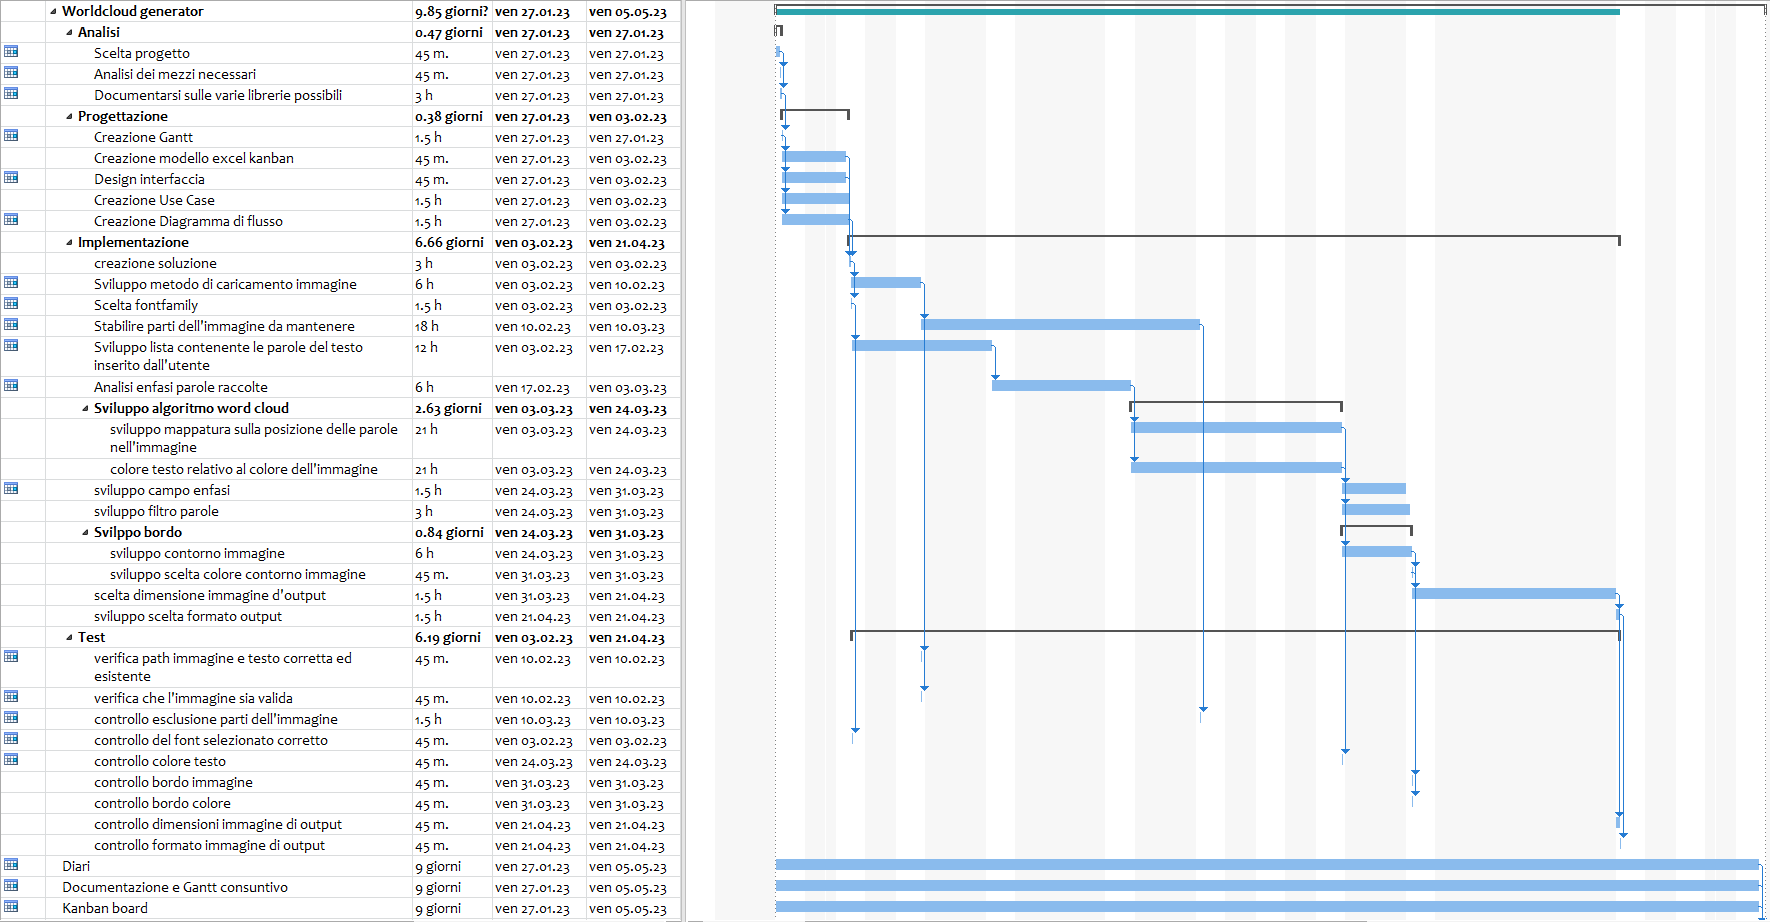 Worldcloud generator 9.85 giorni? ven 27.01.23 ven 05.05.23
Analisi 0.47 giorni ven 27.01.23 ven 27.01.23
Scelta progetto 45 m. ven 27.01.23 ven 27.01.23
Analisi dei mezzi necessari 45 m. ven 27.01.23 ven 27.01.23
Documentarsi sulle varie librerie possibili 3 h ven 27.01.23 ven 27.01.23
Progettazione 0.38 giorni ven 27.01.23 ven 03.02.23
Creazione Gantt 1.5 h ven 27.01.23 ven 27.01.23
Creazione modello excel kanban 45 m. ven 27.01.23 ven 03.02.23
Design interfaccia 45 m. ven 27.01.23 ven 03.02.23
Creazione Use Case 1.5 h ven 27.01.23 ven 03.02.23
Creazione Diagramma di flusso 1.5 h ven 27.01.23 ven 03.02.23
Implementazione 6.66 giorni ven 03.02.23 ven 21.04.23
creazione soluzione 3 h ven 03.02.23 ven 03.02.23
Sviluppo metodo di caricamento immagine 6 h ven 03.02.23 ven 10.02.23
Scelta fontfamily 1.5 h ven 03.02.23 ven 03.02.23
Stabilire parti dell'immagine da mantenere 18 h ven 10.02.23 ven 10.03.23
Sviluppo lista contenente le parole del testo 12 h ven 03.02.23 ven 17.02.23
inserito dall'utente
Analisi enfasi parole raccolte 6 h ven 17.02.23 ven 03.03.23
Sviluppo algoritmo word cloud 2.63 giorni ven 03.03.23 ven 24.03.23
sviluppo mappatura sulla posizione delle parole 21 h ven 03.03.23 ven 24.03.23
nell'immagine
colore testo relativo al colore dell'immagine 21 h ven 03.03.23 ven 24.03.23
sviluppo campo enfasi 1.5 h ven 24.03.23 ven 31.03.23
sviluppo filtro parole 3 h ven 24.03.23 ven 31.03.23
Svilppo bordo 0.84 giorni ven 24.03.23 ven 31.03.23
sviluppo contorno immagine 6 h ven 24.03.23 ven 31.03.23
sviluppo scelta colore contorno immagine 45 m. ven 31.03.23 ven 31.03.23
scelta dimensione immagine d'output 1.5 h ven 31.03.23 ven 21.04.23
sviluppo scelta formato output 1.5 h ven 21.04.23 ven 21.04.23
Test 6.19 giorni ven 03.02.23 ven 21.04.23
verifica path immagine e testo corretta ed 45 m. ven 10.02.23 ven 10.02.23
esistente
verifica che l'immagine sia valida 45 m. ven 10.02.23 ven 10.02.23
controllo esclusione parti dell'immagine 1.5 h ven 10.03.23 ven 10.03.23
controllo del font selezionato corretto 45 m. ven 03.02.23 ven 03.02.23
controllo colore testo 45 m. ven 24.03.23 ven 24.03.23
controllo bordo immagine 45 m. ven 31.03.23 ven 31.03.23
controllo bordo colore 45 m. ven 31.03.23 ven 31.03.23
controllo dimensioni immagine di output 45 m. ven 21.04.23 ven 21.04.23
controllo formato immagine di output 45 m. ven 21.04.23 ven 21.04.23
Diari 9 giorni ven 27.01.23 ven 05.05.23
Documentazione e Gantt consuntivo 9 giorni ven 27.01.23 ven 05.05.23
Kanban board 9 giorni ven 27.01.23 ven 05.05.23